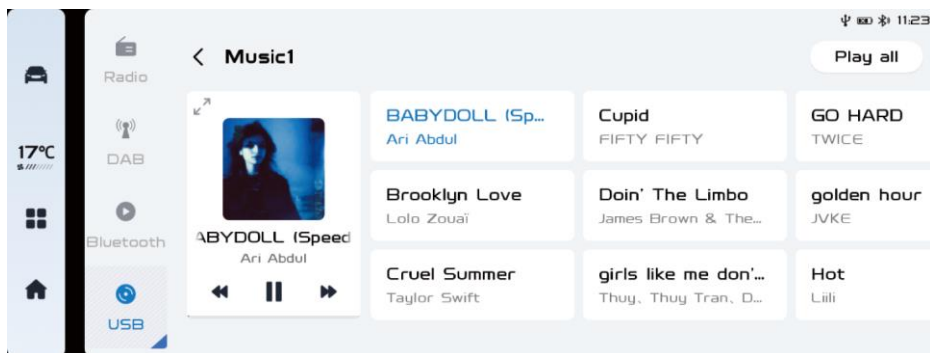 11:23
17°C
Radio
DAB
Bluetooth
USB
Music1
Play all
ABYDOLL (Speed
Ari Abdul
BABYDOLL (Sp...
Ari Abdul
Cupid
FIFTY FIFTY
GO HARD
TWICE
Brooklyn Love
Lolo Zouaï
Doin' The Limbo
James Brown & The...
golden hour
JVKE
Cruel Summer
Taylor Swift
girls like me don'...
Thuy, Thuy Tran、D...
Hot
Liili